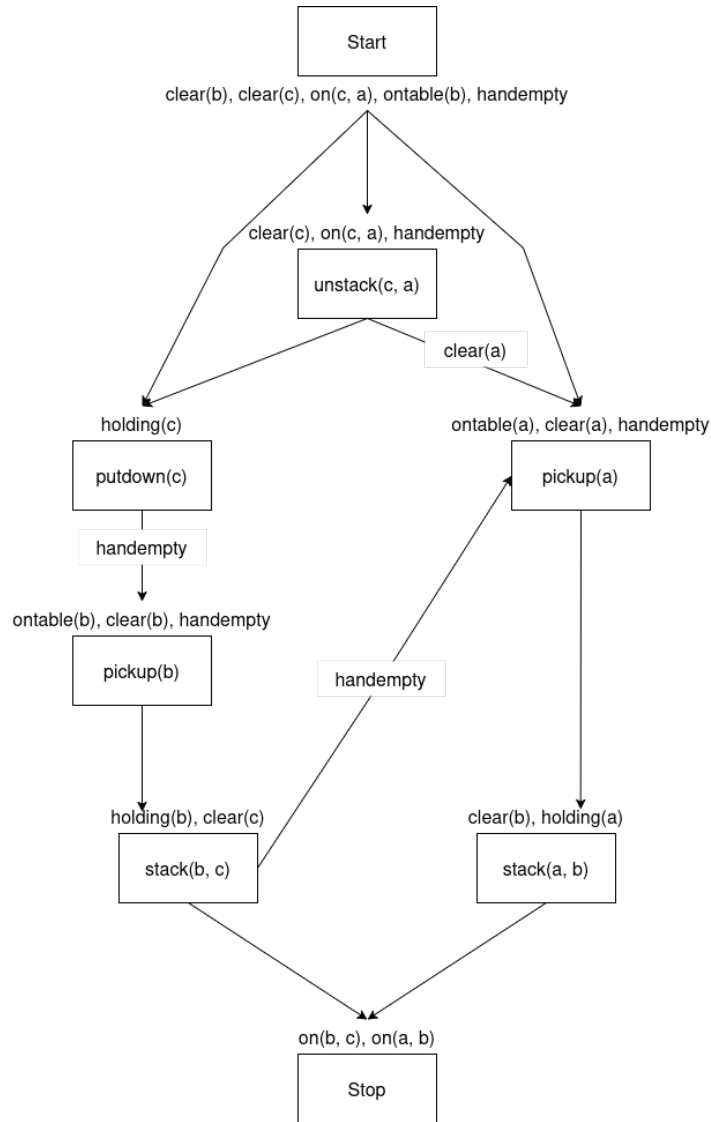 Start
clear(b), clear(c), on(c, a), ontable(b), handempty
clear(c), on(c, a), handempty
unstack(c, a)
clear(a)
holding(c)
ontable(a), clear(a), handempty
putdown(c)
pickup(a)
handempty
ontable(b), clear(b), handempty
pickup(b)
handempty
holding(b), clear(c)
clear(b), holding(a)
stack(b, c)
stack(a, b)
on(b, c), on(a, b)
Stop